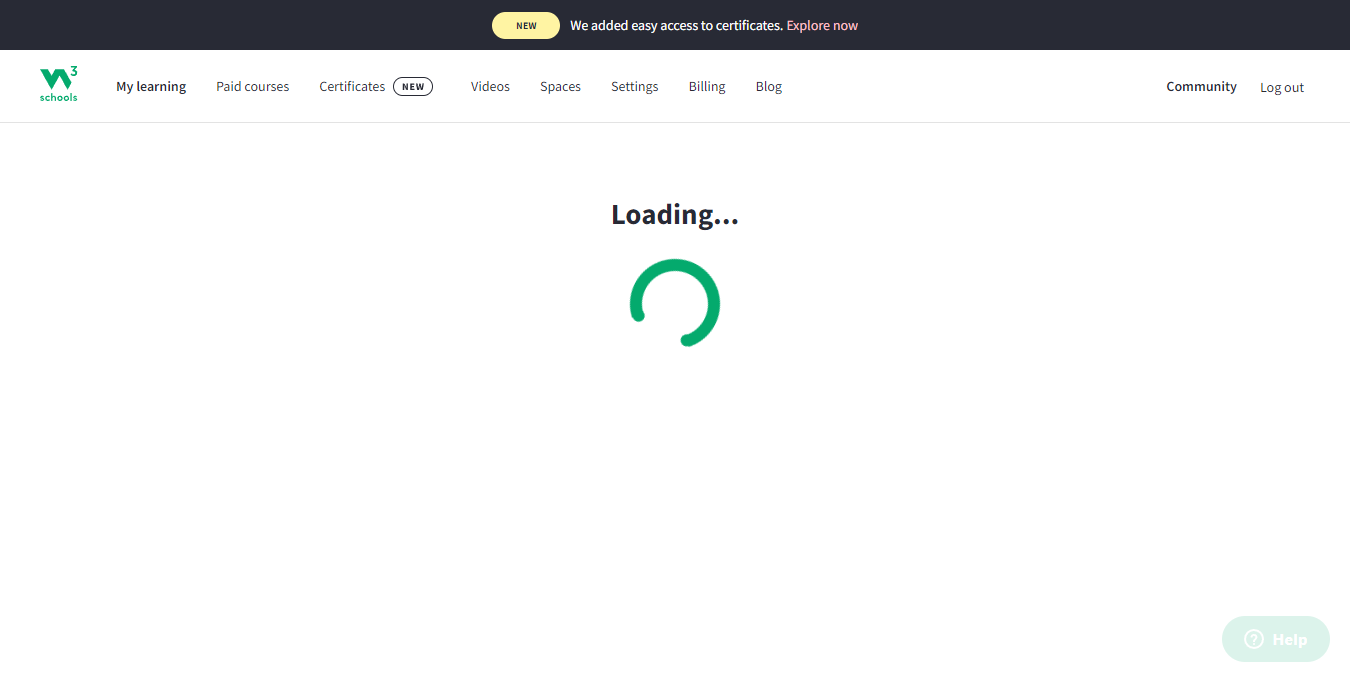 NEW We added easy access to certificates. Explore now
W3 schools My learning Paid courses Certificates NEW Videos Spaces Settings Billing Blog Community Log out
Loading...
? Help